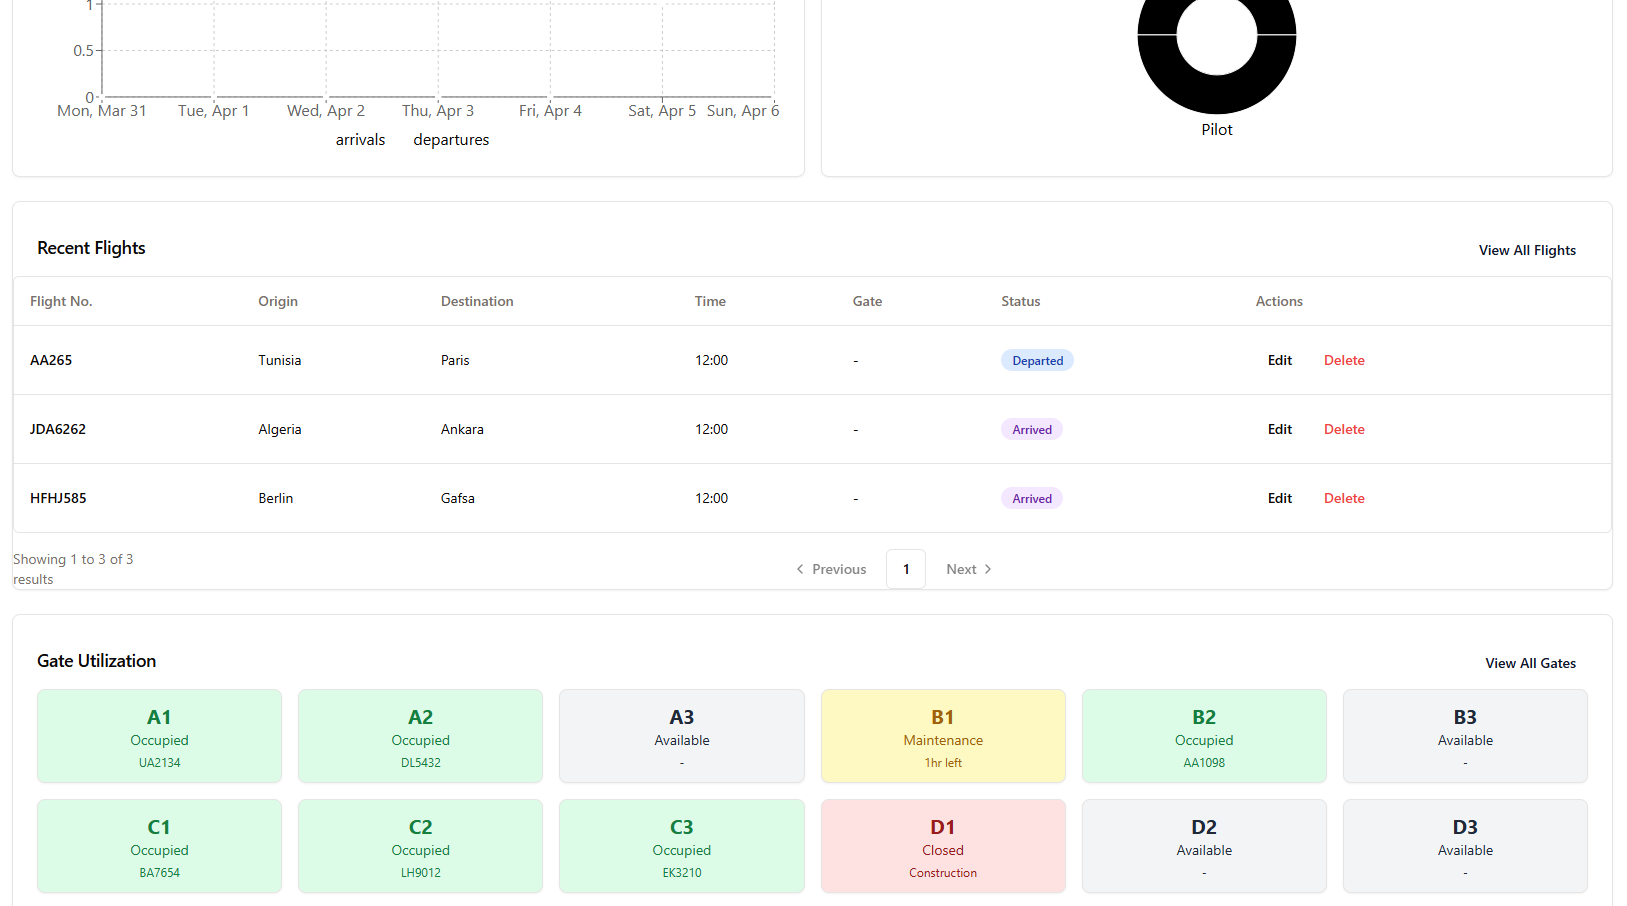 1
0.5
0
Mon, Mar 31 Tue, Apr 1 Wed, Apr 2 Thu, Apr 3 Fri, Apr 4 Sat, Apr 5 Sun, Apr 6
arrivals departures
Pilot
Recent Flights
View All Flights
Flight No. Origin Destination Time Gate Status Actions
AA265 Tunisia Paris 12:00 - Departed Edit Delete
JDA6262 Algeria Ankara 12:00 - Arrived Edit Delete
HFHJ585 Berlin Gafsa 12:00 - Arrived Edit Delete
Showing 1 to 3 of 3
results
Previous 1 Next
Gate Utilization
View All Gates
A1
Occupied
UA2134
A2
Occupied
DL5432
A3
Available
-
B1
Maintenance
1hr left
B2
Occupied
AA1098
B3
Available
-
C1
Occupied
BA7654
C2
Occupied
LH9012
C3
Occupied
EK3210
D1
Closed
Construction
D2
Available
-
D3
Available
-